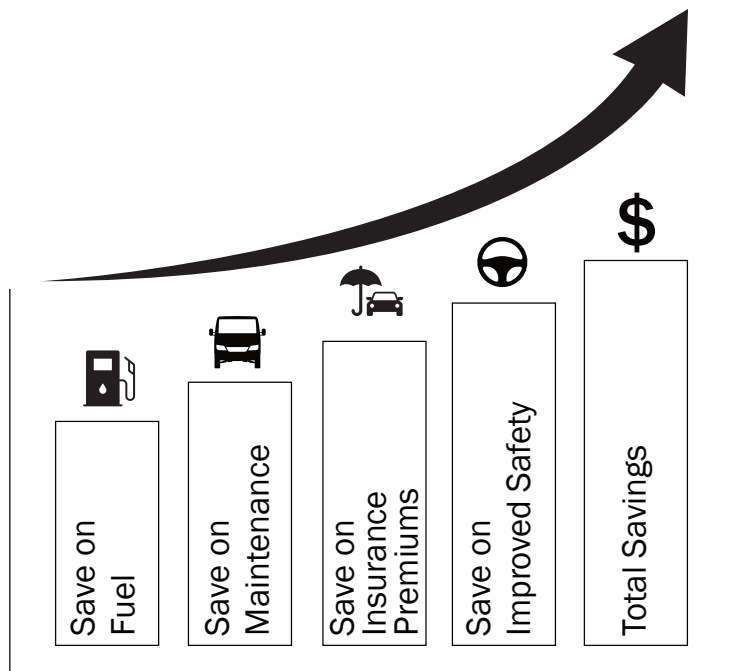 Save on
Fuel
Save on
Maintenance
Save on
Insurance
Premiums
Save on
Improved Safety
Total Savings
$